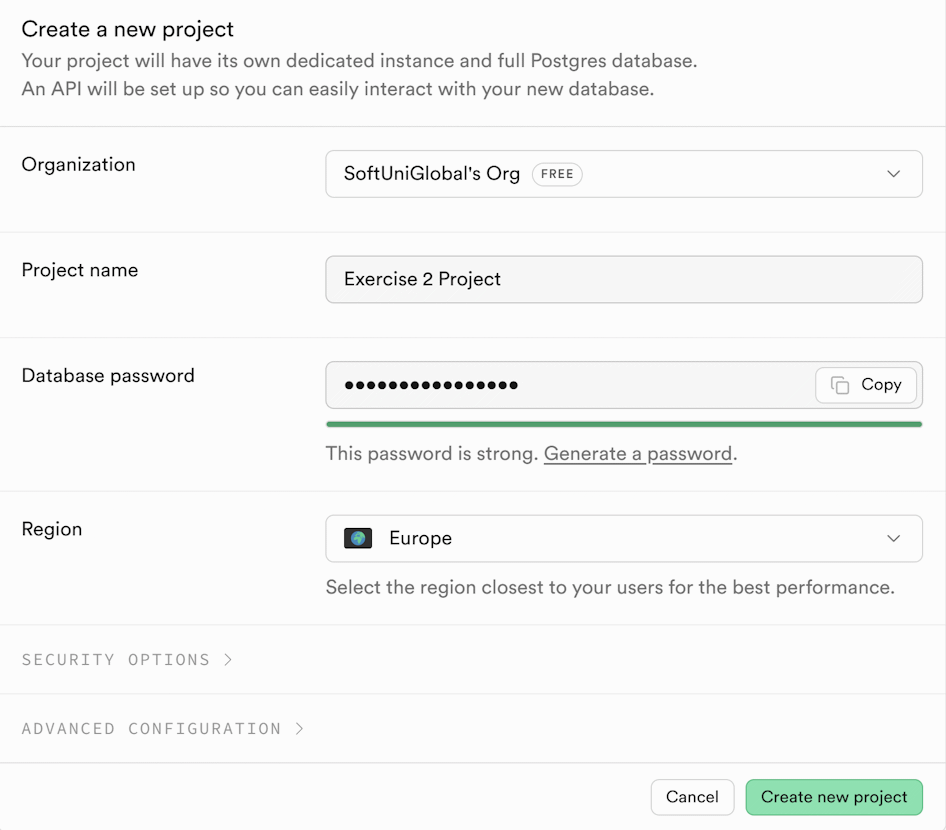 Create a new project
Your project will have its own dedicated instance and full Postgres database.
An API will be set up so you can easily interact with your new database.
Organization
SoftUniGlobal's Org FREE
Project name
Exercise 2 Project
Database password
•••••••••••••••• Copy
This password is strong. Generate a password.
Region
Europe
Select the region closest to your users for the best performance.
SECURITY OPTIONS >
ADVANCED CONFIGURATION >
Cancel Create new project